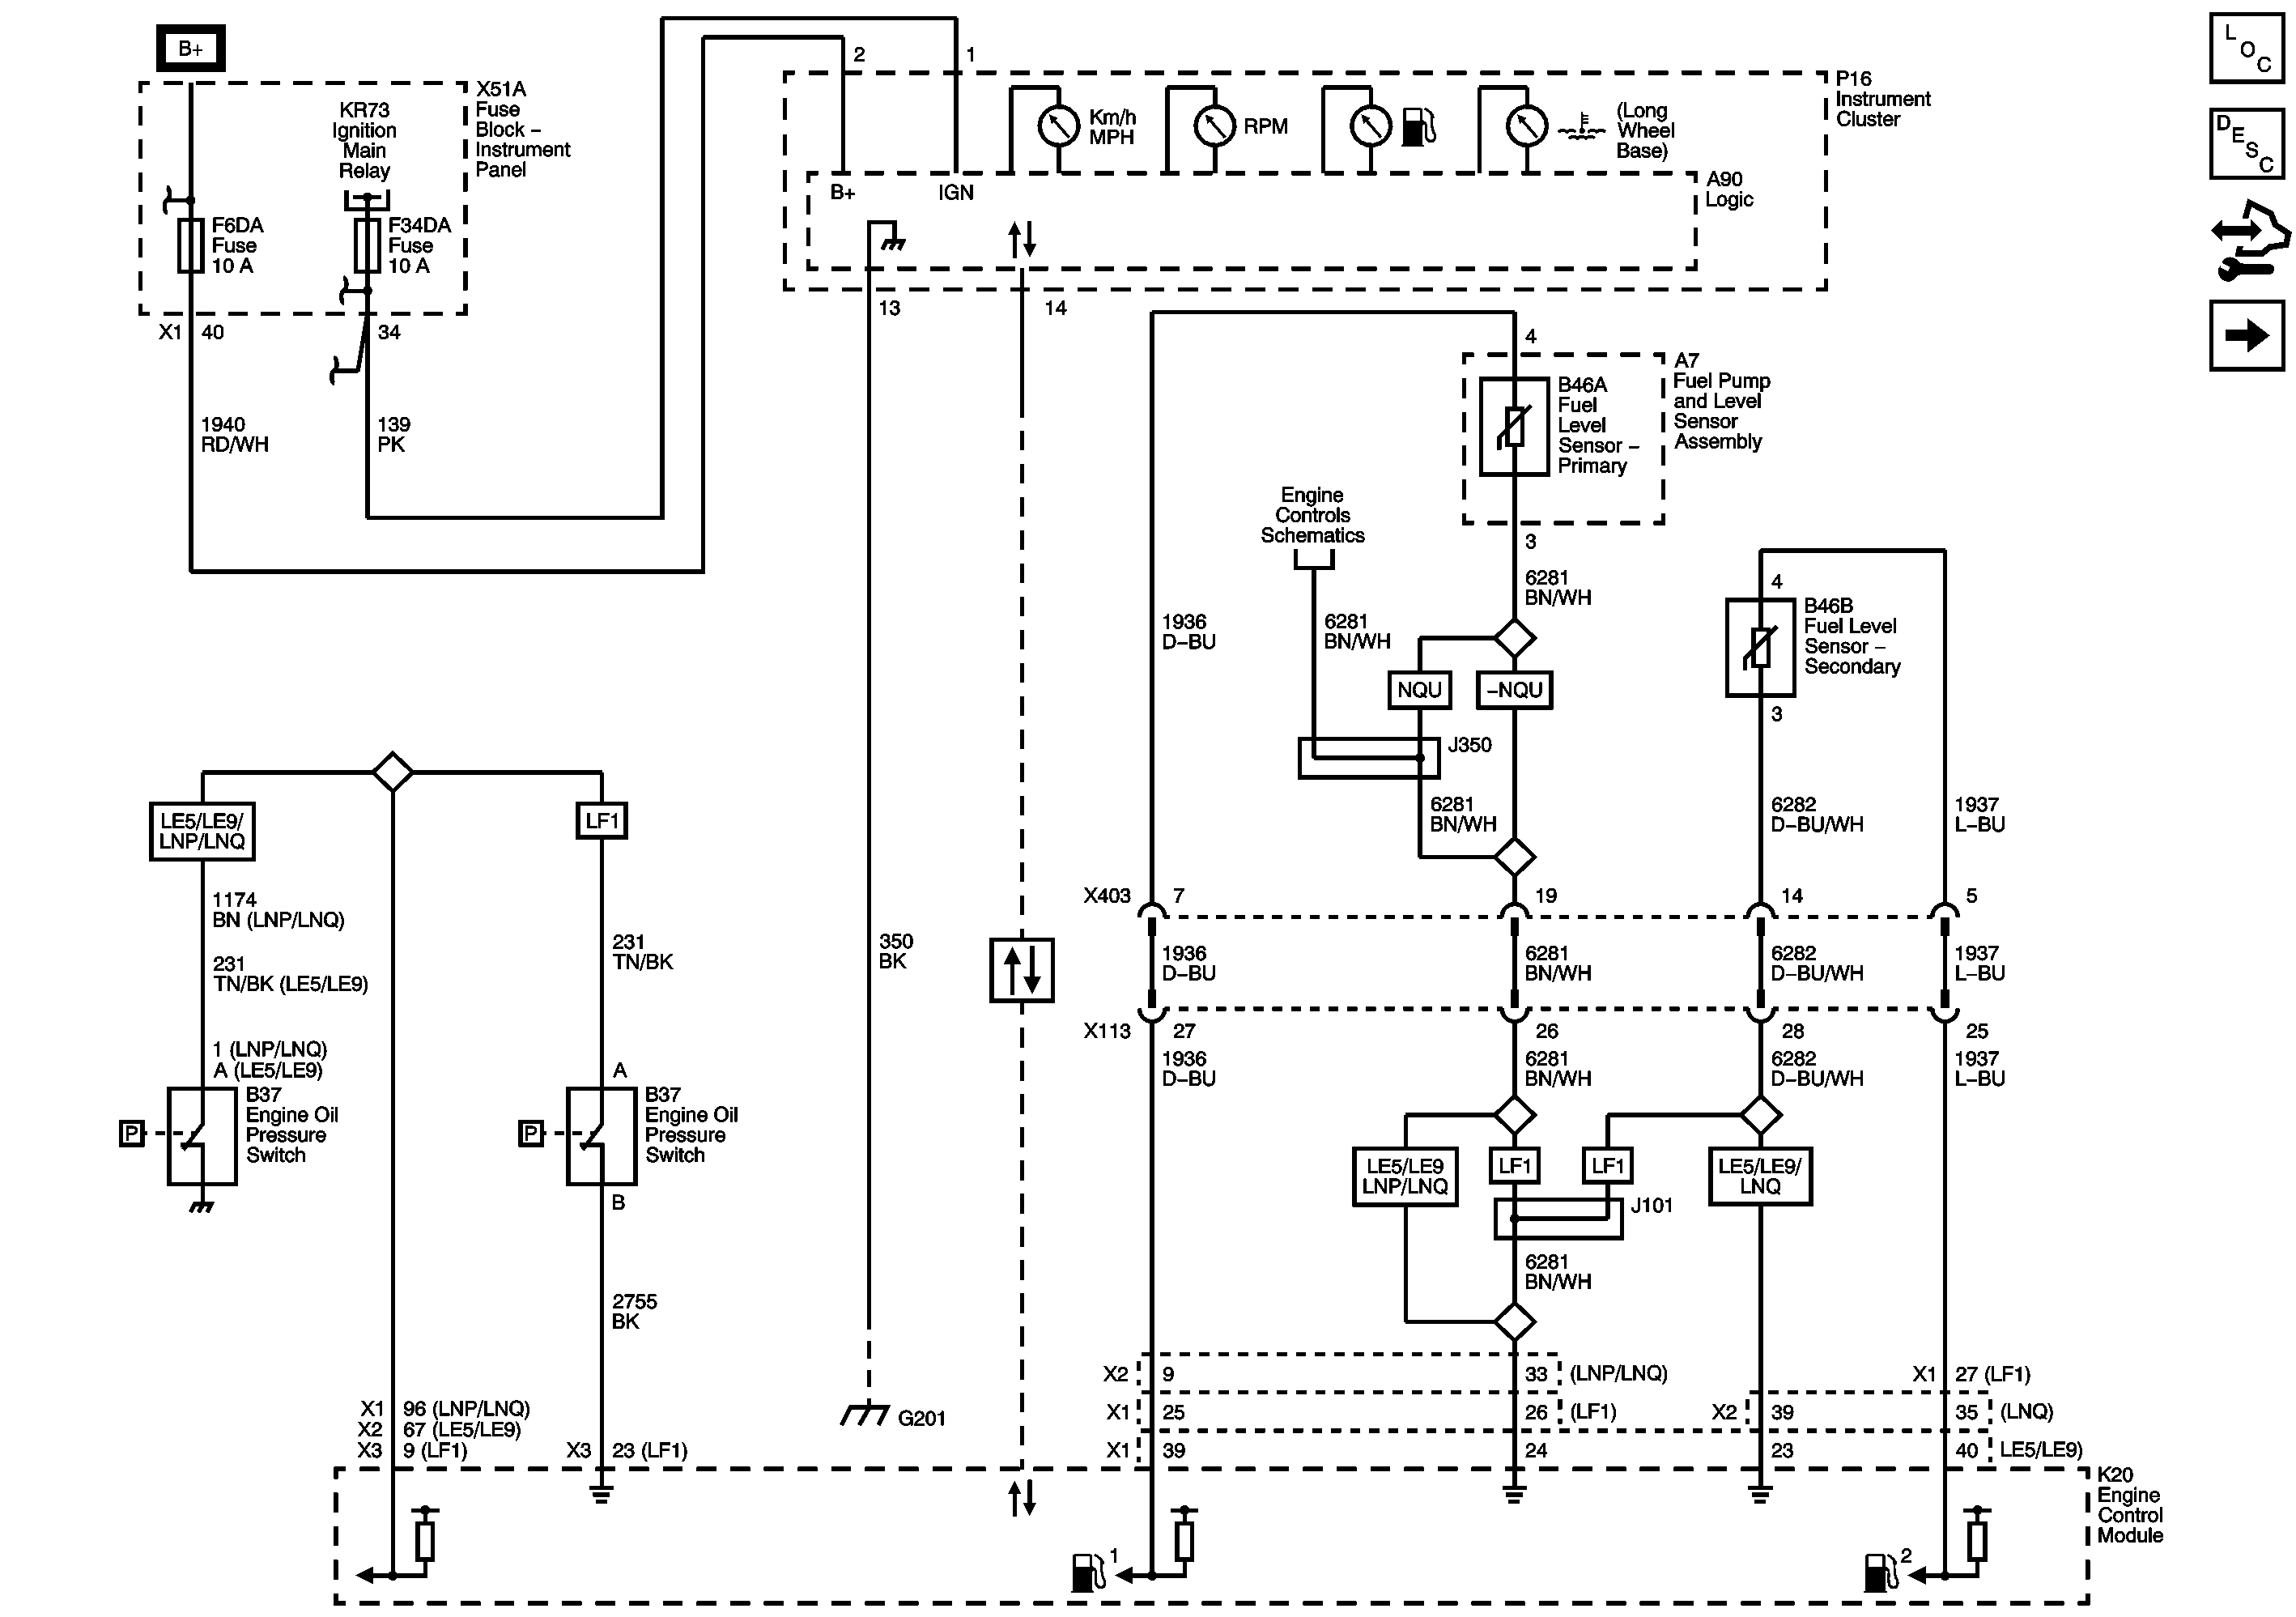 B+
KR73
Ignition
Main
Relay
X51A
Fuse
Block –
Instrument
Panel
F6DA
Fuse
10 A
F34DA
Fuse
10 A
X1 40
34
1940
RD/WH
139
PK
2
1
P16
Instrument
Cluster
Km/h
MPH
RPM
(Long
Wheel
Base)
B+
IGN
A90
Logic
13
14
L
O
C
D
E
S
C
4
A7
Fuel Pump
and Level
Sensor
Assembly
B46A
Fuel
Level
Sensor –
Primary
3
Engine
Controls
Schematics
6281
BN/WH
1936
D–BU
6281
BN/WH
4
B46B
Fuel Level
Sensor –
Secondary
3
NQU
–NQU
J350
6281
BN/WH
6282
D–BU/WH
1937
L–BU
LE5/LE9/
LNP/LNQ
LF1
1174
BN (LNP/LNQ)
231
TN/BK (LE5/LE9)
231
TN/BK
350
BK
X403 7
19
14
5
1936
D–BU
6281
BN/WH
6282
D–BU/WH
1937
L–BU
X113 27
26
28
25
1936
D–BU
6281
BN/WH
6282
D–BU/WH
1937
L–BU
1 (LNP/LNQ)
A (LE5/LE9)
P
B37
Engine Oil
Pressure
Switch
A
P
B37
Engine Oil
Pressure
Switch
B
2755
BK
LE5/LE9
LNP/LNQ
LF1
LF1
LE5/LE9/
LNQ
J101
6281
BN/WH
G201
X1 96 (LNP/LNQ)
X2 67 (LE5/LE9)
X3 9 (LF1)
X3 23 (LF1)
X2 9 33 (LNP/LNQ)
X1 27 (LF1)
X1 25 26 (LF1)
X2 39 35 (LNQ)
X1 39 24 23 40 LE5/LE9)
K20
Engine
Control
Module
1
2